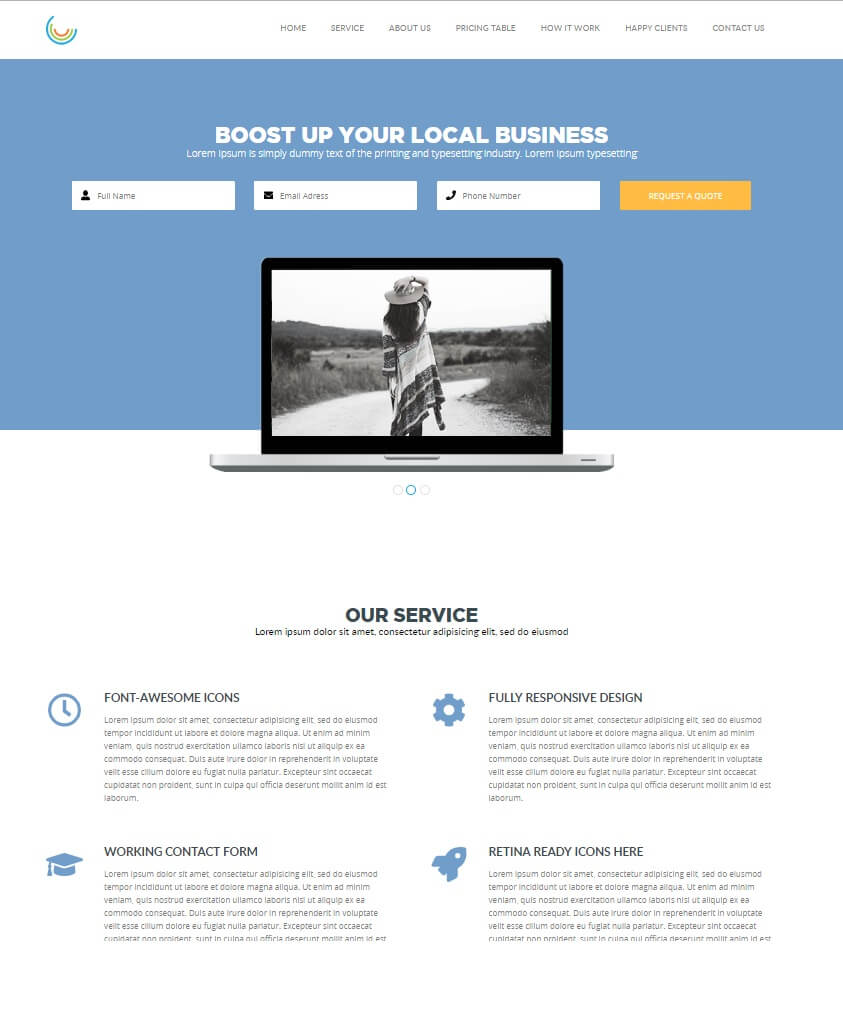 HOME SERVICE ABOUT US PRICING TABLE HOW IT WORK HAPPY CLIENTS CONTACT US
BOOST UP YOUR LOCAL BUSINESS
Lorem ipsum is simply dummy text of the printing and typesetting industry. Lorem ipsum typesetting
Full Name Email Adress Phone Number REQUEST A QUOTE
OUR SERVICE
Lorem ipsum dolor sit amet, consectetur adipisicing elit, sed do eiusmod
FONT-AWESOME ICONS
Lorem ipsum dolor sit amet, consectetur adipisicing elit, sed do eiusmod
tempor incididunt ut labore et dolore magna aliqua. Ut enim ad minim
veniam, quis nostrud exercitation ullamco laboris nisi ut aliquip ex ea
commodo consequat. Duis aute irure dolor in reprehenderit in voluptate
velit esse cillum dolore eu fugiat nulla pariatur. Excepteur sint occaecat
cupidatat non proident, sunt in culpa qui officia deserunt mollit anim id est
laborum.
FULLY RESPONSIVE DESIGN
Lorem ipsum dolor sit amet, consectetur adipisicing elit, sed do eiusmod
tempor incididunt ut labore et dolore magna aliqua. Ut enim ad minim
veniam, quis nostrud exercitation ullamco laboris nisi ut aliquip ex ea
commodo consequat. Duis aute irure dolor in reprehenderit in voluptate
velit esse cillum dolore eu fugiat nulla pariatur. Excepteur sint occaecat
cupidatat non proident, sunt in culpa qui officia deserunt mollit anim id est
laborum.
WORKING CONTACT FORM
Lorem ipsum dolor sit amet, consectetur adipisicing elit, sed do eiusmod
tempor incididunt ut labore et dolore magna aliqua. Ut enim ad minim
veniam, quis nostrud exercitation ullamco laboris nisi ut aliquip ex ea
commodo consequat. Duis aute irure dolor in reprehenderit in voluptate
velit esse cillum dolore eu fugiat nulla pariatur. Excepteur sint occaecat
cupidatat non proident, sunt in culpa qui officia deserunt mollit anim id est
RETINA READY ICONS HERE
Lorem ipsum dolor sit amet, consectetur adipisicing elit, sed do eiusmod
tempor incididunt ut labore et dolore magna aliqua. Ut enim ad minim
veniam, quis nostrud exercitation ullamco laboris nisi ut aliquip ex ea
commodo consequat. Duis aute irure dolor in reprehenderit in voluptate
velit esse cillum dolore eu fugiat nulla pariatur. Excepteur sint occaecat
cupidatat non proident, sunt in culpa qui officia deserunt mollit anim id est